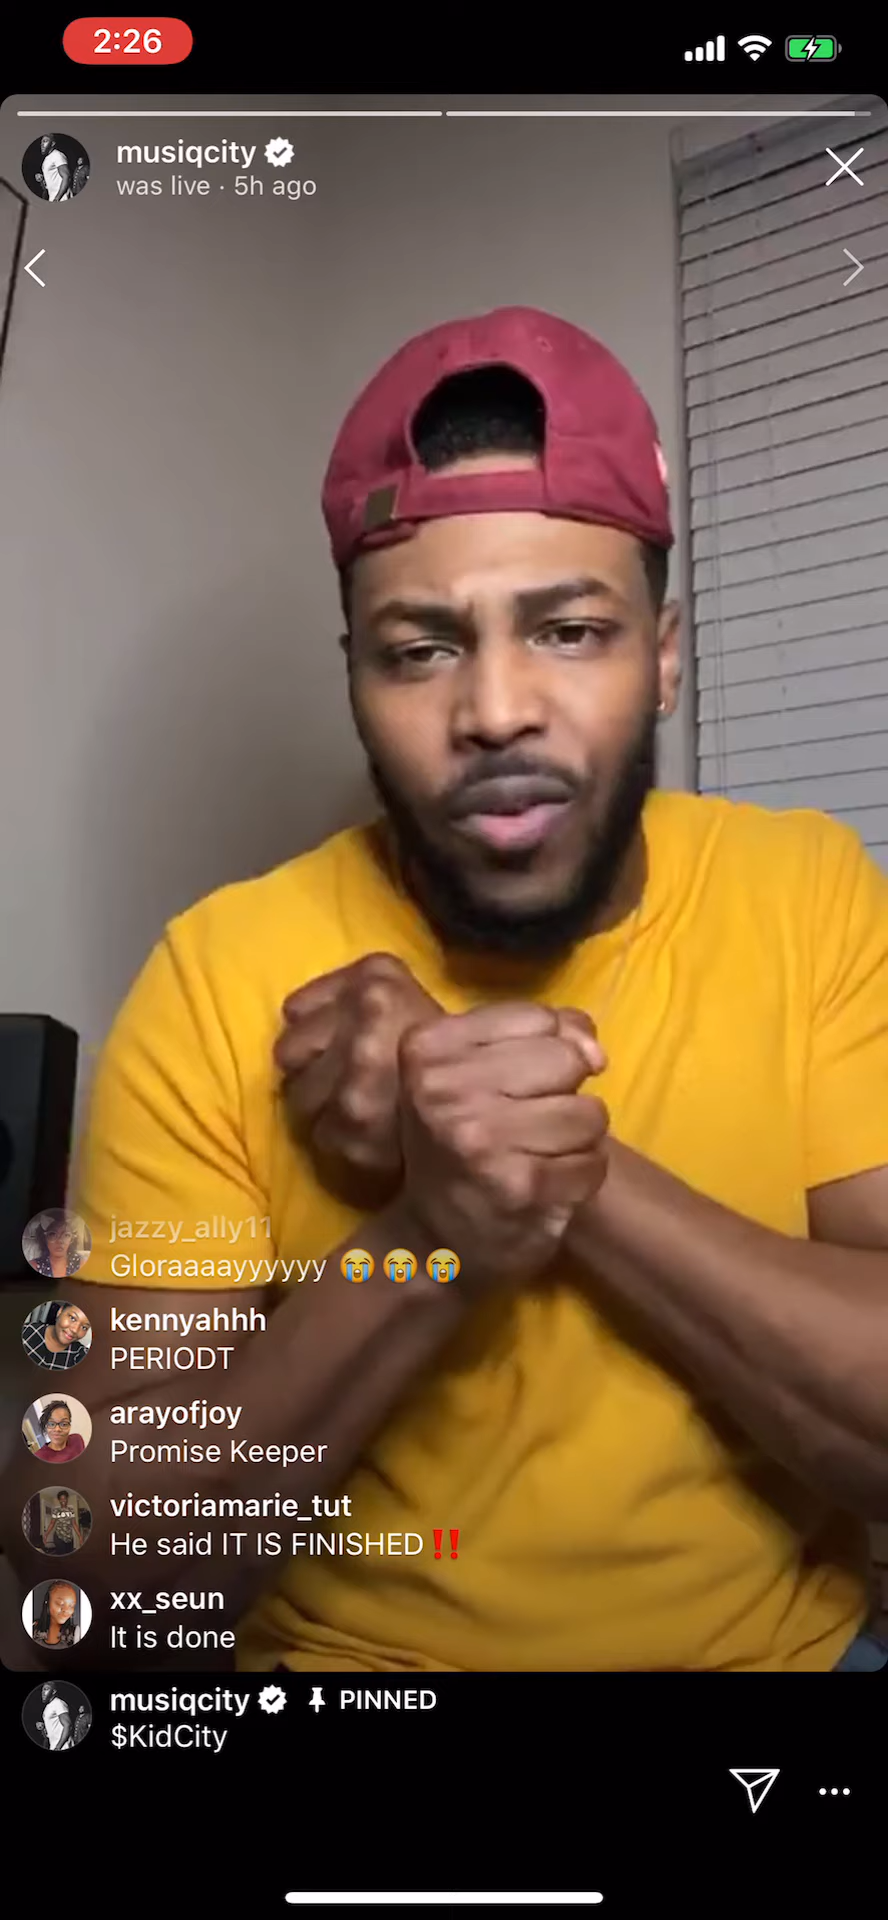 2:26
musiqcity
was live · 5h ago
jazzy_ally11
Gloraaaayyyyyy 😭😭😭
kennyahhh
PERIODT
arayofjoy
Promise Keeper
victoriamarie_tut
He said IT IS FINISHED‼️
xx_seun
It is done
musiqcity PINNED
$KidCity